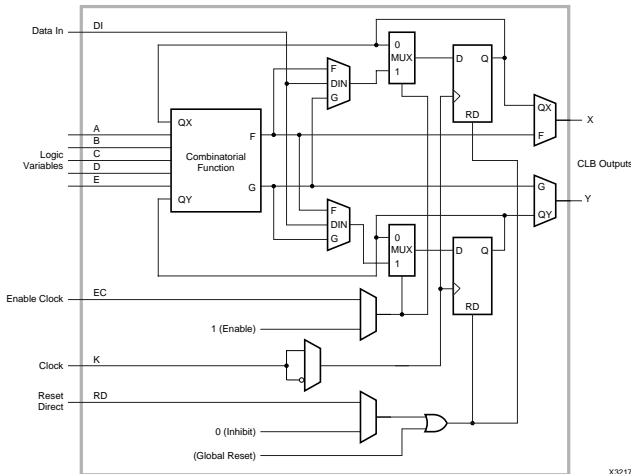 Data In
DI
0
MUX
1
D
Q
RD
F
DIN
G
QX
F
X
QX
A
B
C
D
E
QY
Logic
Variables
Combinatorial
Function
F
G
CLB Outputs
G
QY
Y
F
DIN
G
0
MUX
1
D
Q
RD
Enable Clock
EC
1 (Enable)
Clock
K
Reset
Direct
RD
0 (Inhibit)
(Global Reset)
X3217